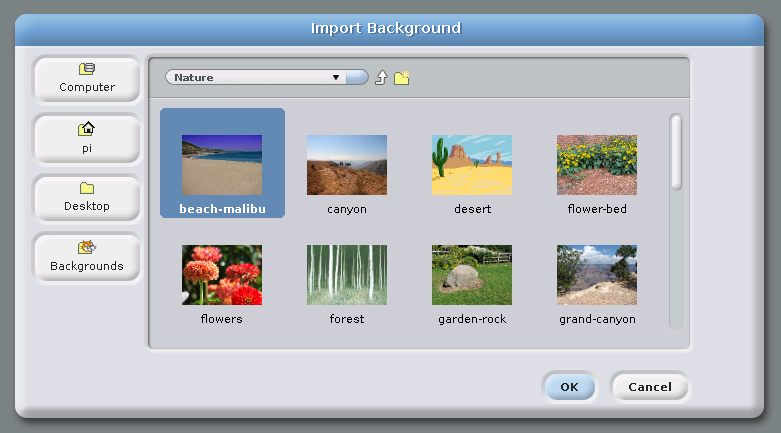 Import Background
Computer
pi
Desktop
Backgrounds
Nature
beach-malibu
canyon
desert
flower-bed
flowers
forest
garden-rock
grand-canyon
OK
Cancel